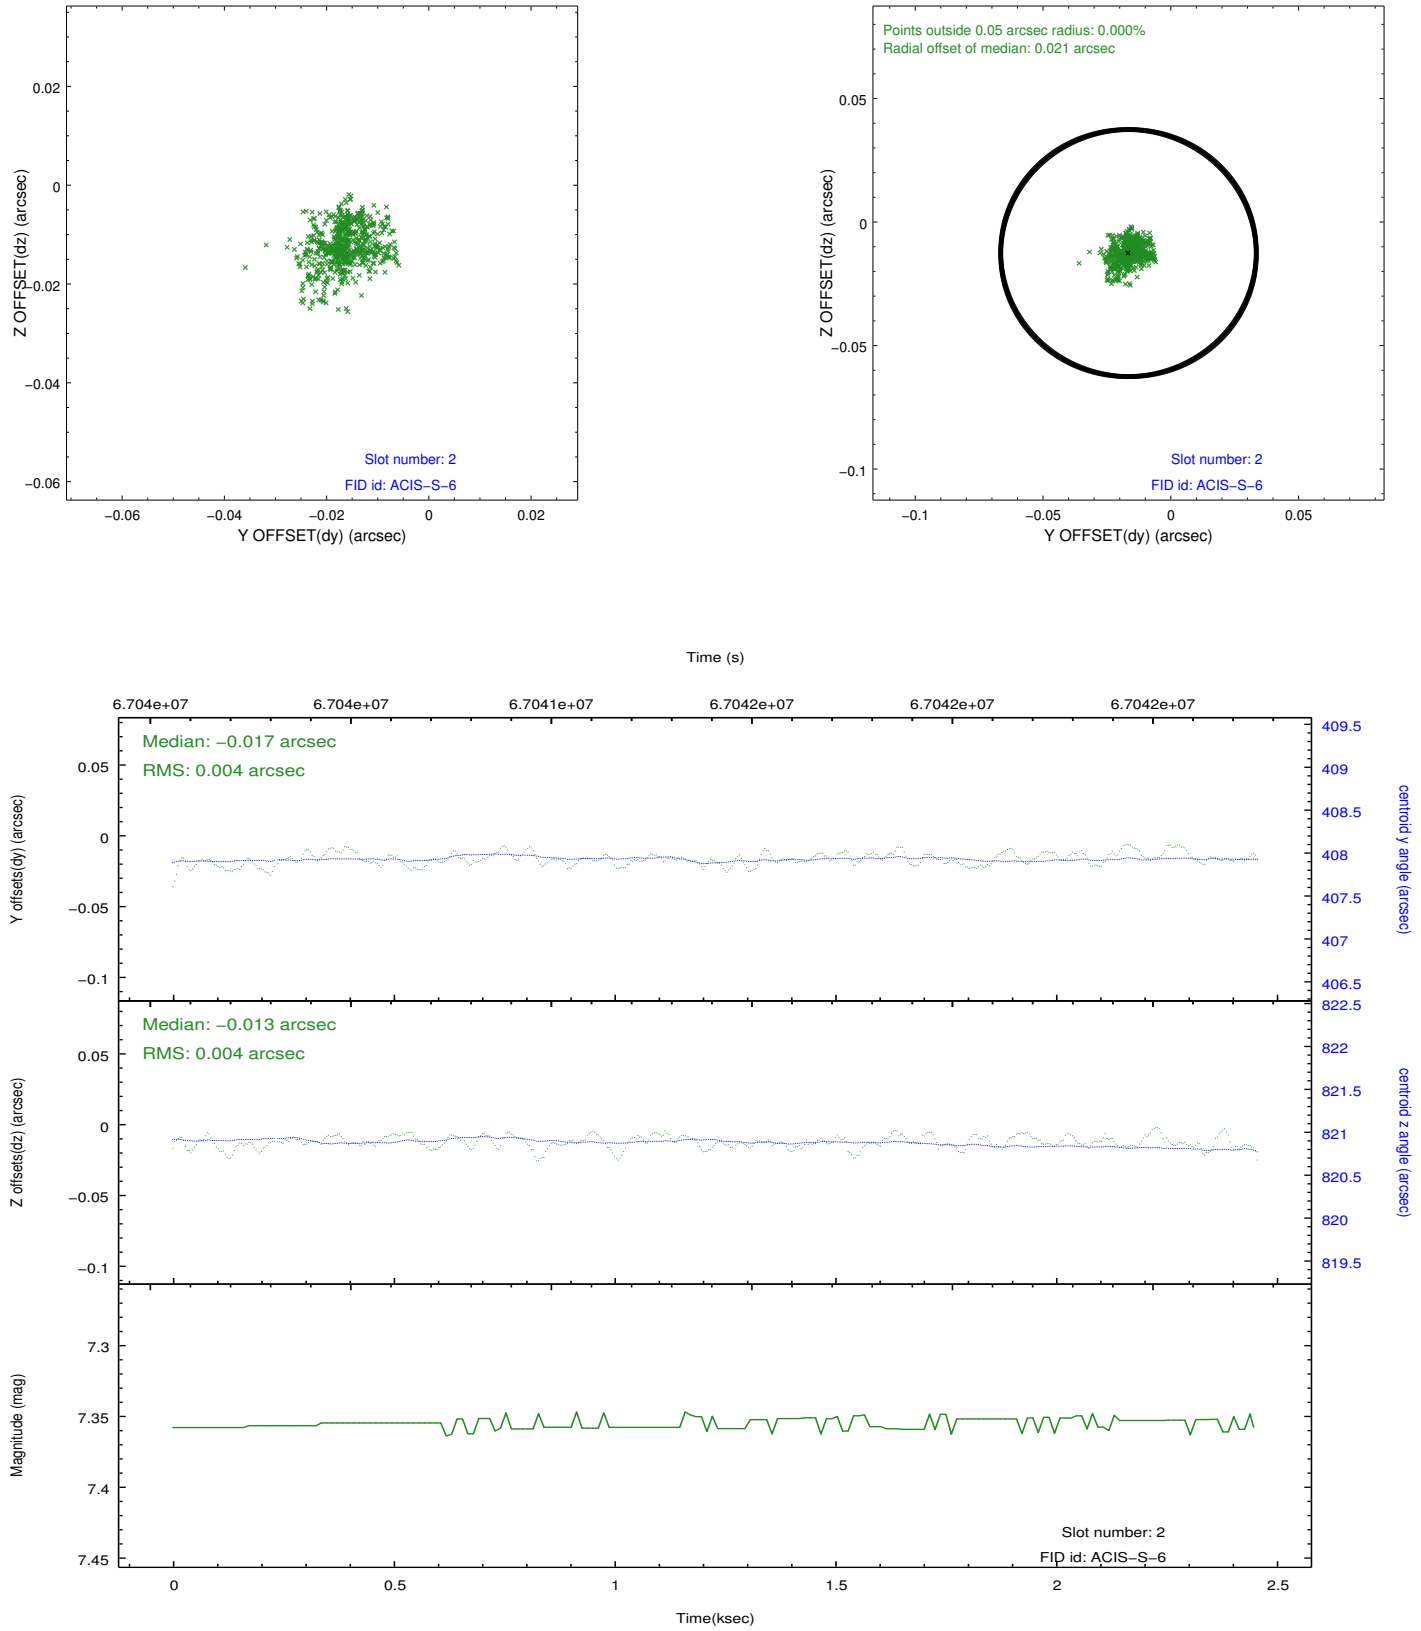 0.02
0
−0.02
−0.04
−0.06
Z OFFSET(dz) (arcsec)
Slot number: 2
FID id: ACIS−S−6
−0.06 −0.04 −0.02 0 0.02
Y OFFSET(dy) (arcsec)
Points outside 0.05 arcsec radius: 0.000%
Radial offset of median: 0.021 arcsec
0.05
0
−0.05
−0.1
Z OFFSET(dz) (arcsec)
Slot number: 2
FID id: ACIS−S−6
−0.1 −0.05 0 0.05
Y OFFSET(dy) (arcsec)
Time (s)
6.704e+07 6.704e+07 6.7041e+07 6.7042e+07 6.7042e+07 6.7042e+07
Median: −0.017 arcsec
RMS: 0.004 arcsec
0.05
0
−0.05
−0.1
Y offsets(dy) (arcsec)
409.5
409
408.5
408
407.5
407
406.5
centroid y angle (arcsec)
Median: −0.013 arcsec
RMS: 0.004 arcsec
0.05
0
−0.05
−0.1
Z offsets(dz) (arcsec)
822.5
822
821.5
821
820.5
820
819.5
centroid z angle (arcsec)
7.3
7.35
7.4
7.45
Magnitude (mag)
Slot number: 2
FID id: ACIS−S−6
0 0.5 1 1.5 2 2.5
Time(ksec)